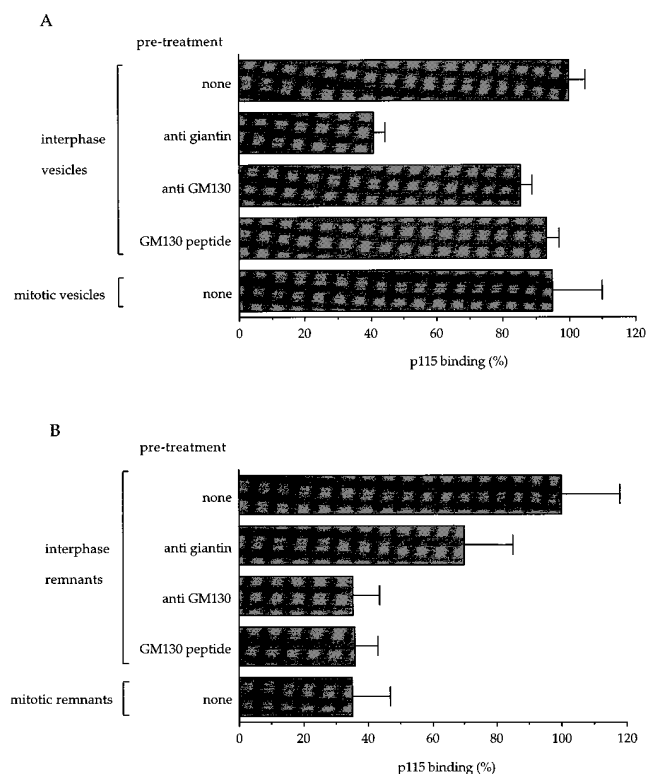 A
pre-treatment
none
interphase
vesicles
anti giantin
anti GM130
GM130 peptide
mitotic vesicles
none
0 20 40 60 80 100 120
p115 binding (%)
B
pre-treatment
none
interphase
remnants
anti giantin
anti GM130
GM130 peptide
mitotic remnants
none
0 20 40 60 80 100 120
p115 binding (%)